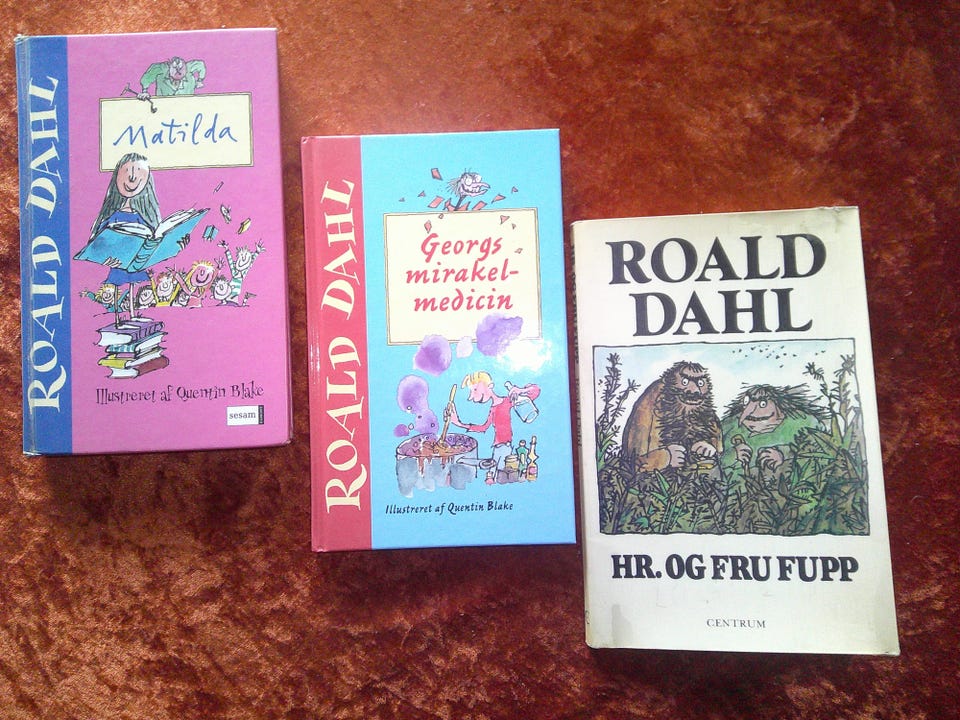 ROALD DAHL
Matilda
Illustreret af Quentin Blake
sesam
ROALD DAHL
Georgs
mirakel-
medicin
Illustreret af Quentin Blake
ROALD
DAHL
HR. OG FRU FUPP
CENTRUM